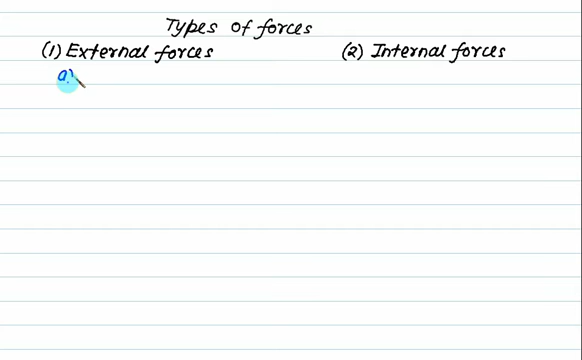 Types of forces
(1) External forces (2) Internal forces
a)